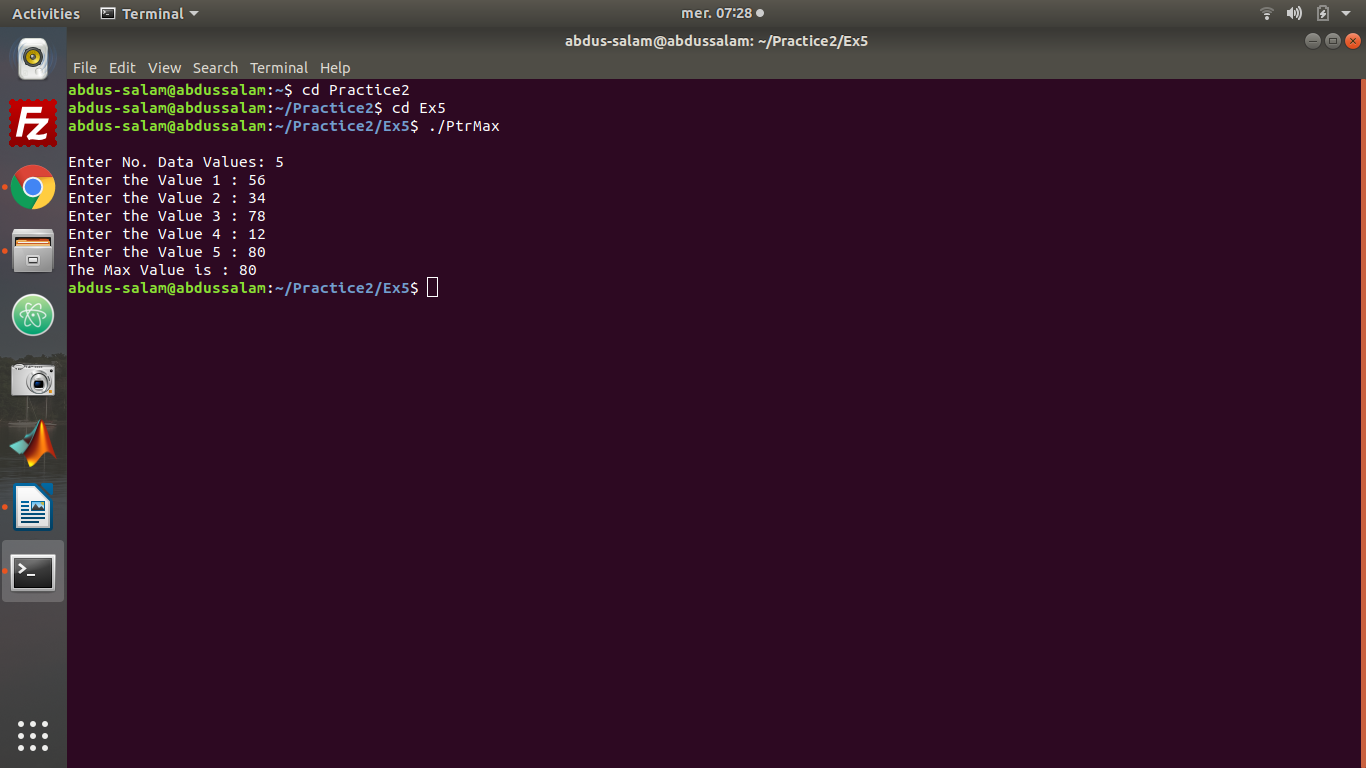 Activities Terminal mer. 07:28
abdus-salam@abdussalam: ~/Practice2/Ex5
File Edit View Search Terminal Help
abdus-salam@abdussalam:~$ cd Practice2
abdus-salam@abdussalam:~/Practice2$ cd Ex5
abdus-salam@abdussalam:~/Practice2/Ex5$ ./PtrMax
Enter No. Data Values: 5
Enter the Value 1 : 56
Enter the Value 2 : 34
Enter the Value 3 : 78
Enter the Value 4 : 12
Enter the Value 5 : 80
The Max Value is : 80
abdus-salam@abdussalam:~/Practice2/Ex5$
Fz
>_